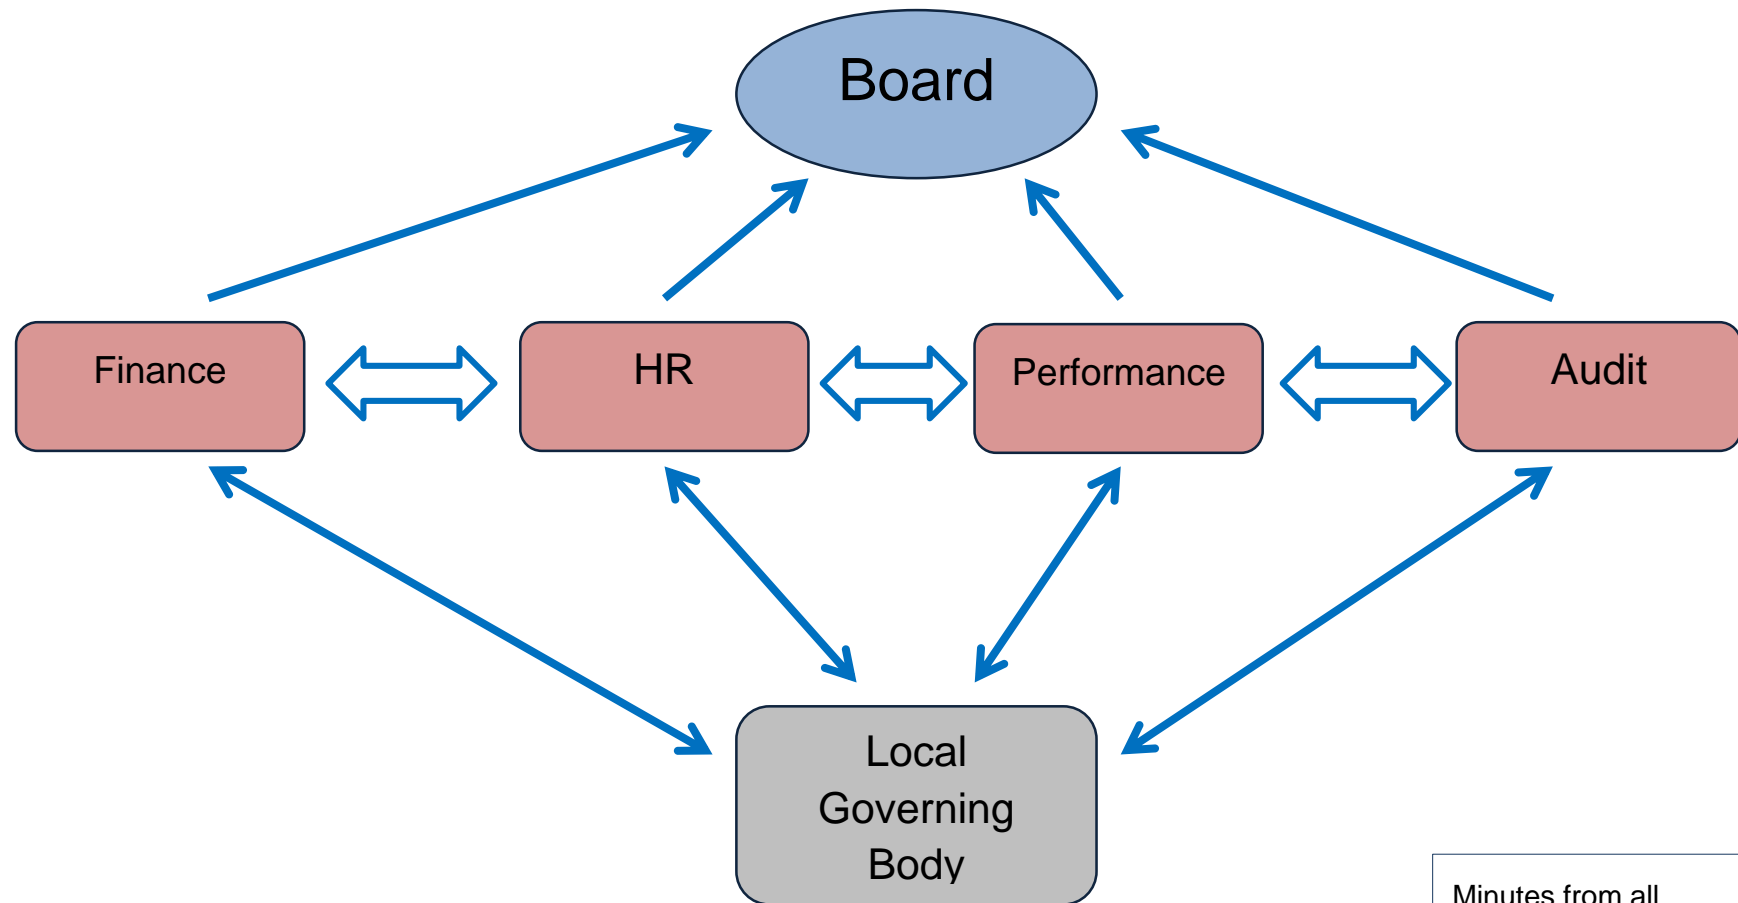 Board
Finance
HR
Performance
Audit
Local
Governing
Body
Minutes from all